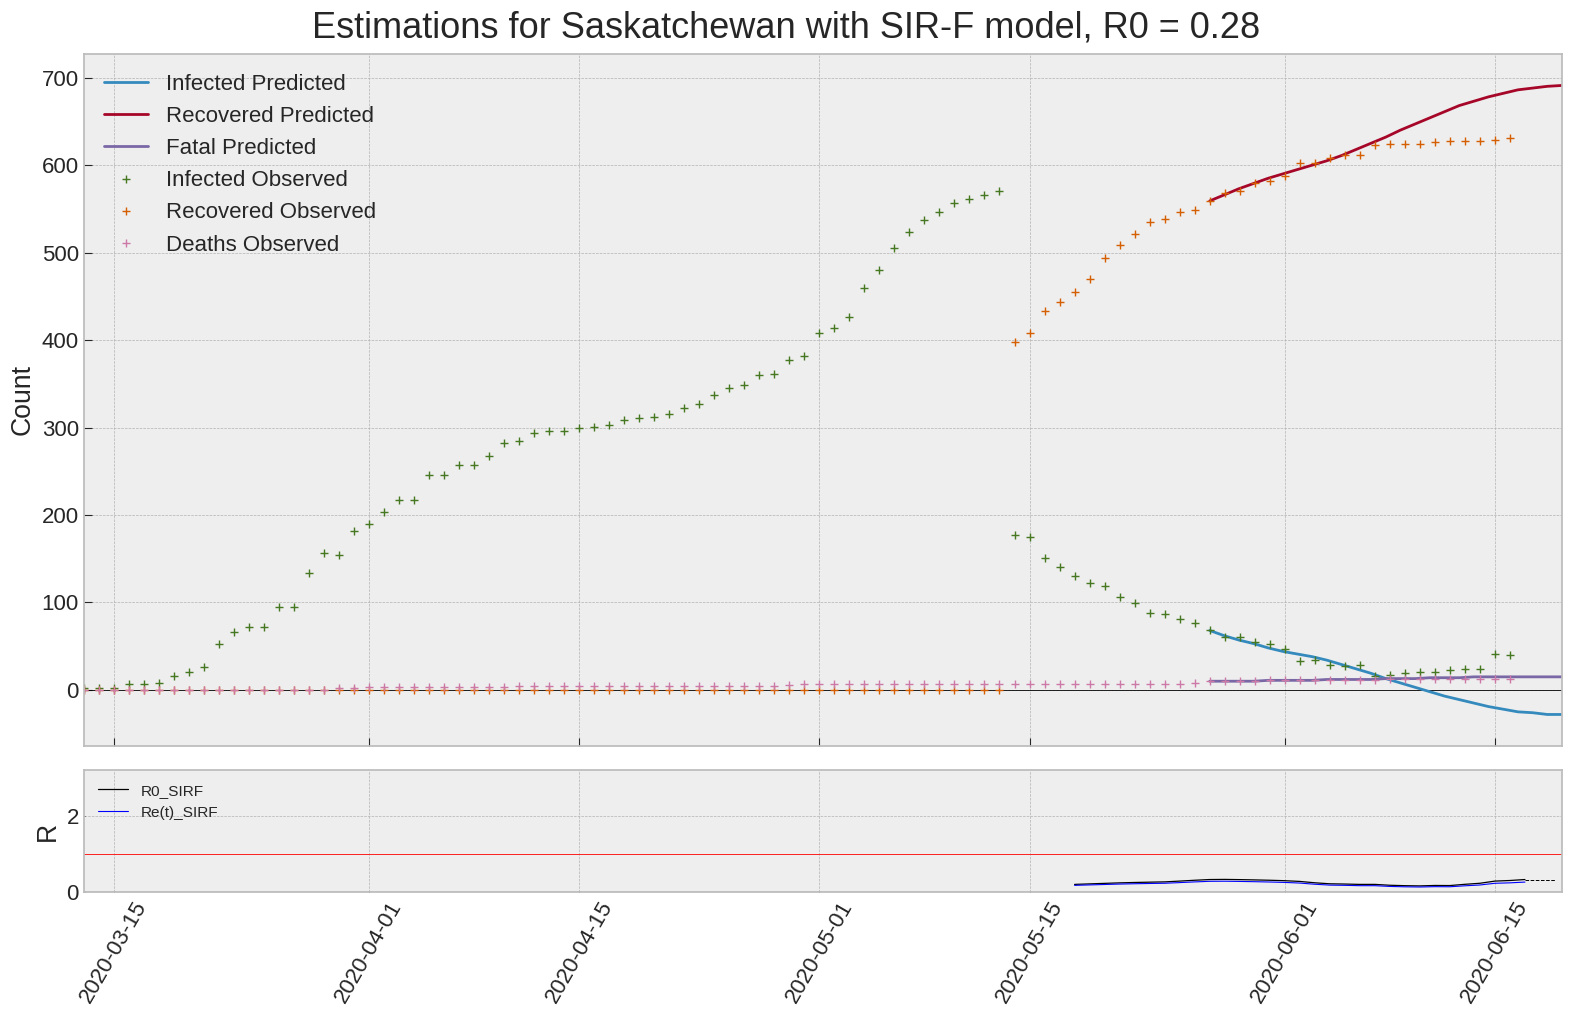 Estimations for Saskatchewan with SIR-F model, R0 = 0.28
700
600
500
400
300
200
100
0
Count
Infected Predicted
Recovered Predicted
Fatal Predicted
Infected Observed
Recovered Observed
Deaths Observed
2
0
R
R0_SIRF
Re(t)_SIRF
2020-03-15
2020-04-01
2020-04-15
2020-05-01
2020-05-15
2020-06-01
2020-06-15